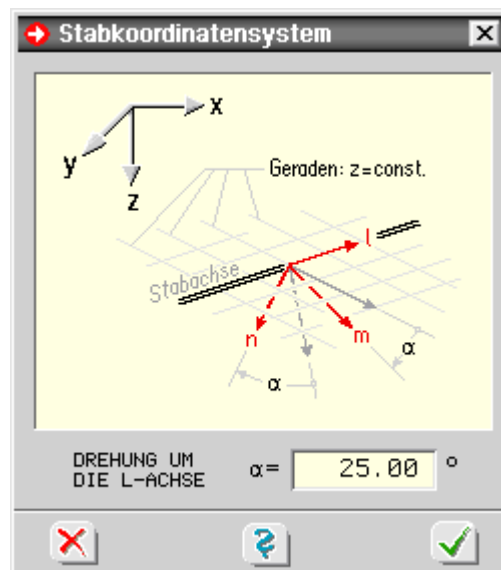 Stabkoordinatensystem
x
y
z
Geraden: z=const.
l
Stabachse
n
m
α
α
DREHUNG UM
DIE L-ACHSE
α= 25.00 °